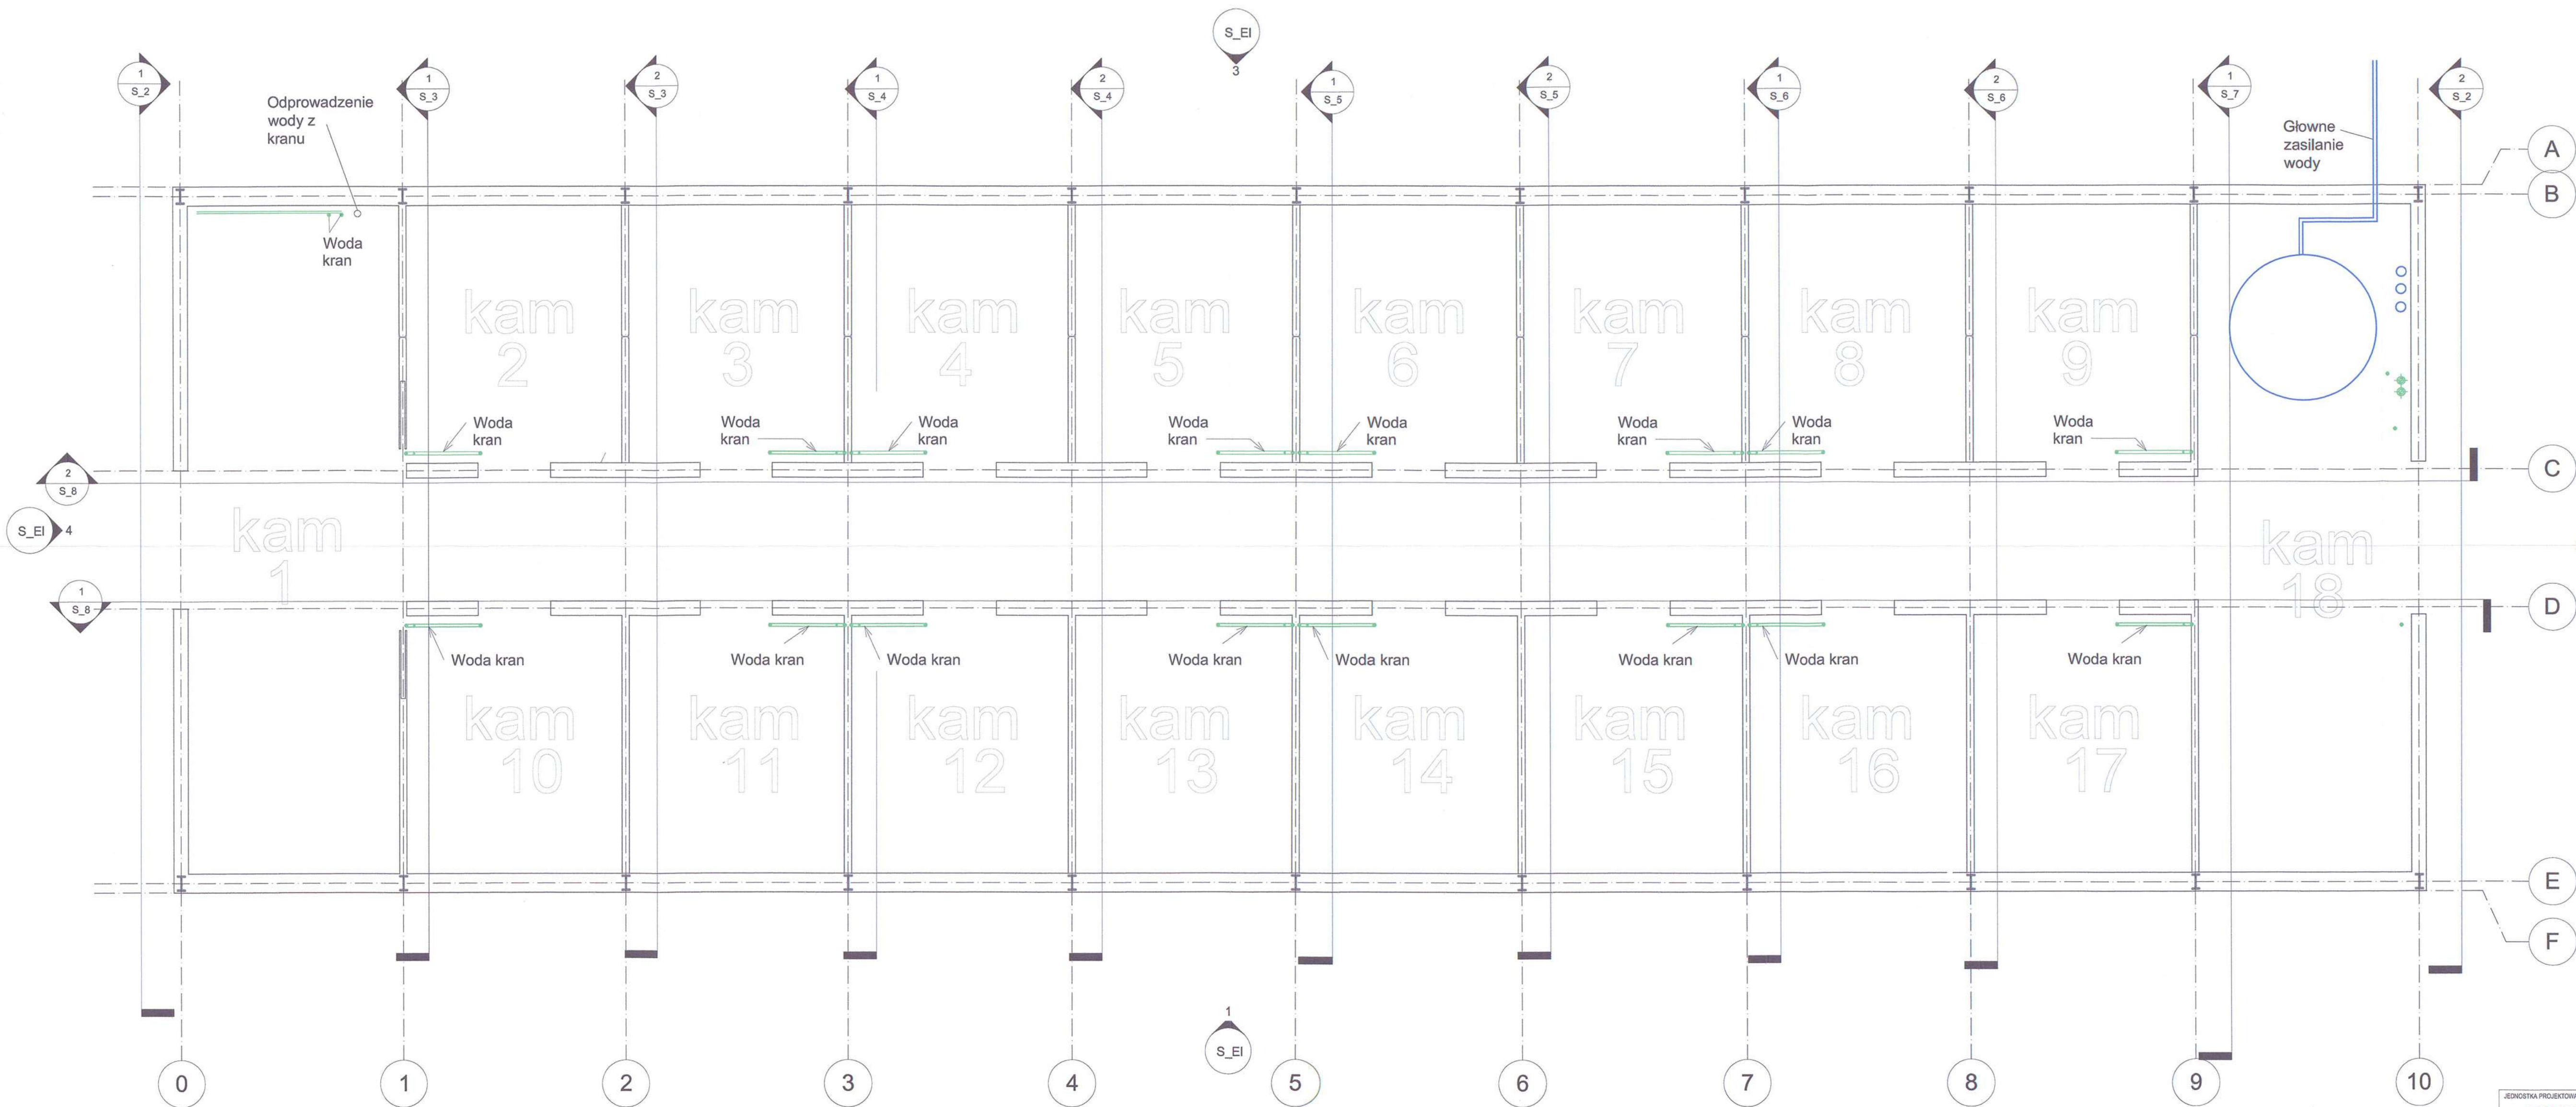 S_EI
3
1
S_2
1
S_3
2
S_3
1
S_4
2
S_4
1
S_5
2
S_5
1
S_6
2
S_6
1
S_7
2
S_2
Odprowadzenie
wody z
kranu
Głowne
zasilanie
wody
A
B
Woda
kran
kam
2
kam
3
kam
4
kam
5
kam
6
kam
7
kam
8
kam
9
Woda
kran
Woda
kran
Woda
kran
Woda
kran
Woda
kran
Woda
kran
Woda
kran
Woda
kran
2
S_8
C
S_EI
4
kam
1
kam
18
1
S_8
D
Woda kran
Woda kran
Woda kran
Woda kran
Woda kran
Woda kran
Woda kran
Woda kran
kam
10
kam
11
kam
12
kam
13
kam
14
kam
15
kam
16
kam
17
E
F
1
S_EI
0
1
2
3
4
5
6
7
8
9
10